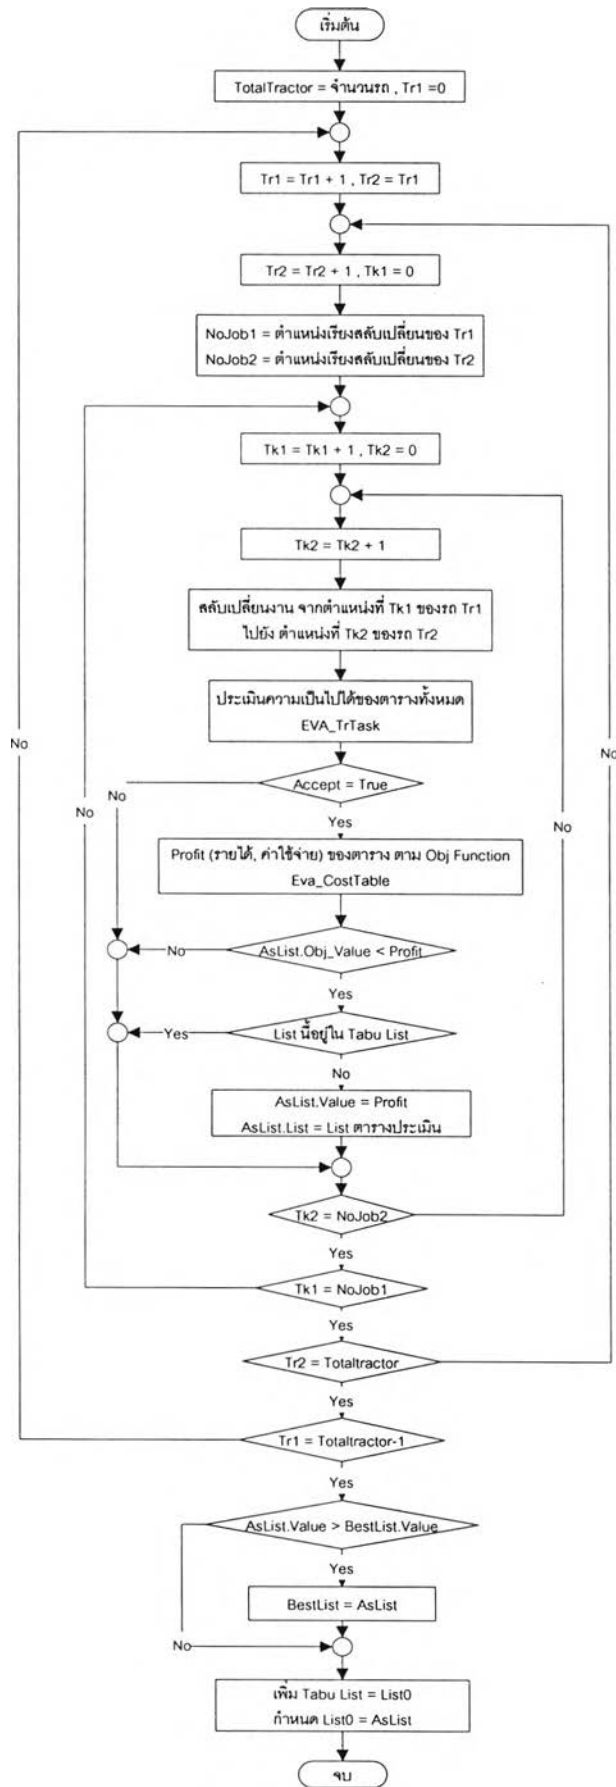 เริ่มต้น
TotalTractor = จำนวนรถ , Tr1 =0
Tr1 = Tr1 + 1 , Tr2 = Tr1
Tr2 = Tr2 + 1 , Tk1 = 0
NoJob1 = ตำแหน่งเรียงสลับเปลี่ยนของ Tr1
NoJob2 = ตำแหน่งเรียงสลับเปลี่ยนของ Tr2
Tk1 = Tk1 + 1 , Tk2 = 0
Tk2 = Tk2 + 1
สลับเปลี่ยนงาน จากตำแหน่งที่ Tk1 ของรถ Tr1
ไปยัง ตำแหน่งที่ Tk2 ของรถ Tr2
ประเมินความเป็นไปได้ของตารางทั้งหมด
EVA_TrTask
No
No
Accept = True
No
No
No
Yes
Profit (รายได้, ค่าใช้จ่าย) ของตาราง ตาม Obj Function
Eva_CostTable
No
AsList.Obj_Value < Profit
Yes
Yes
List นี้อยู่ใน Tabu List
No
AsList.Value = Profit
AsList.List = List ตารางประเมิน
Tk2 = NoJob2
Yes
Tk1 = NoJob1
Yes
Tr2 = Totaltractor
Yes
Tr1 = Totaltractor-1
Yes
AsList.Value > BestList.Value
Yes
BestList = AsList
No
เพิ่ม Tabu List = List0
กำหนด List0 = AsList
จบ